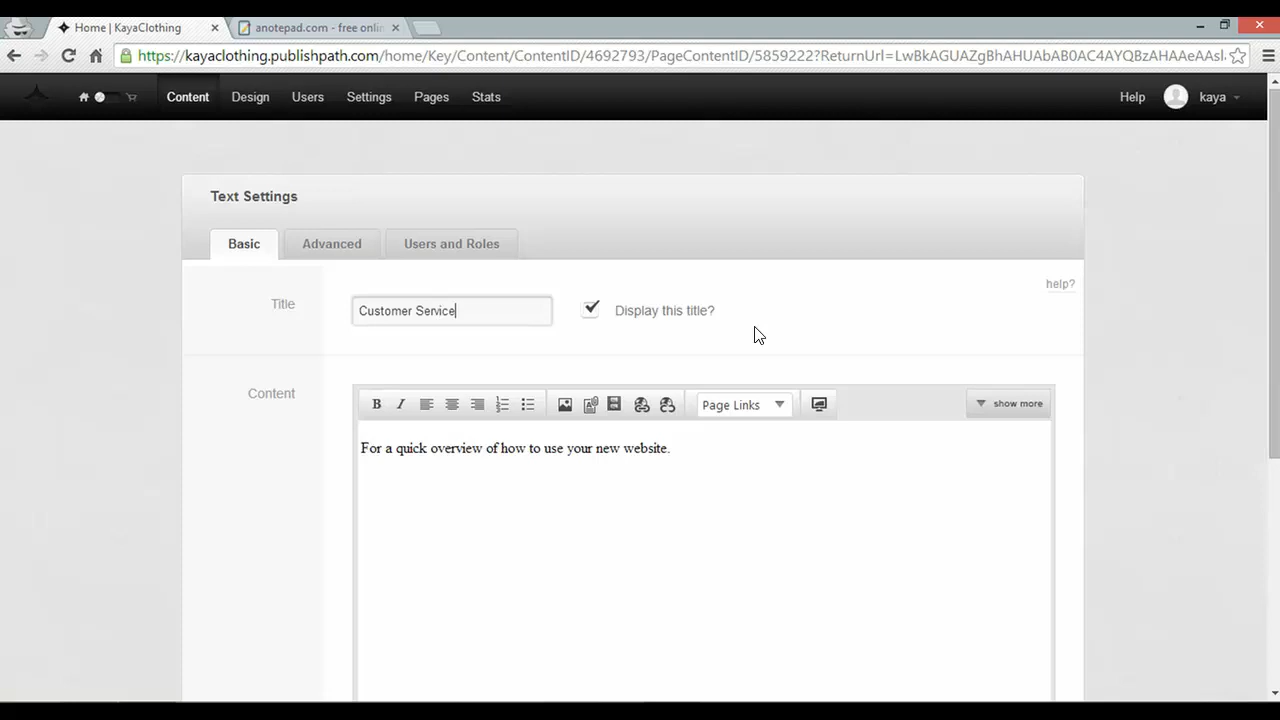 Home | KayaClothing
anotepad.com - free onlin
https://kayaclothing.publishpath.com/home/Key/Content/ContentID/4692793/PageContentID/5859222?ReturnUrl=LwBkAGUAZgBhAHUAbAB0AC4AYQBzAHAAeAAsl
Content Design Users Settings Pages Stats Help kaya
Text Settings
Basic Advanced Users and Roles
help?
Title Customer Service Display this title?
Content
B I Page Links show more
For a quick overview of how to use your new website.